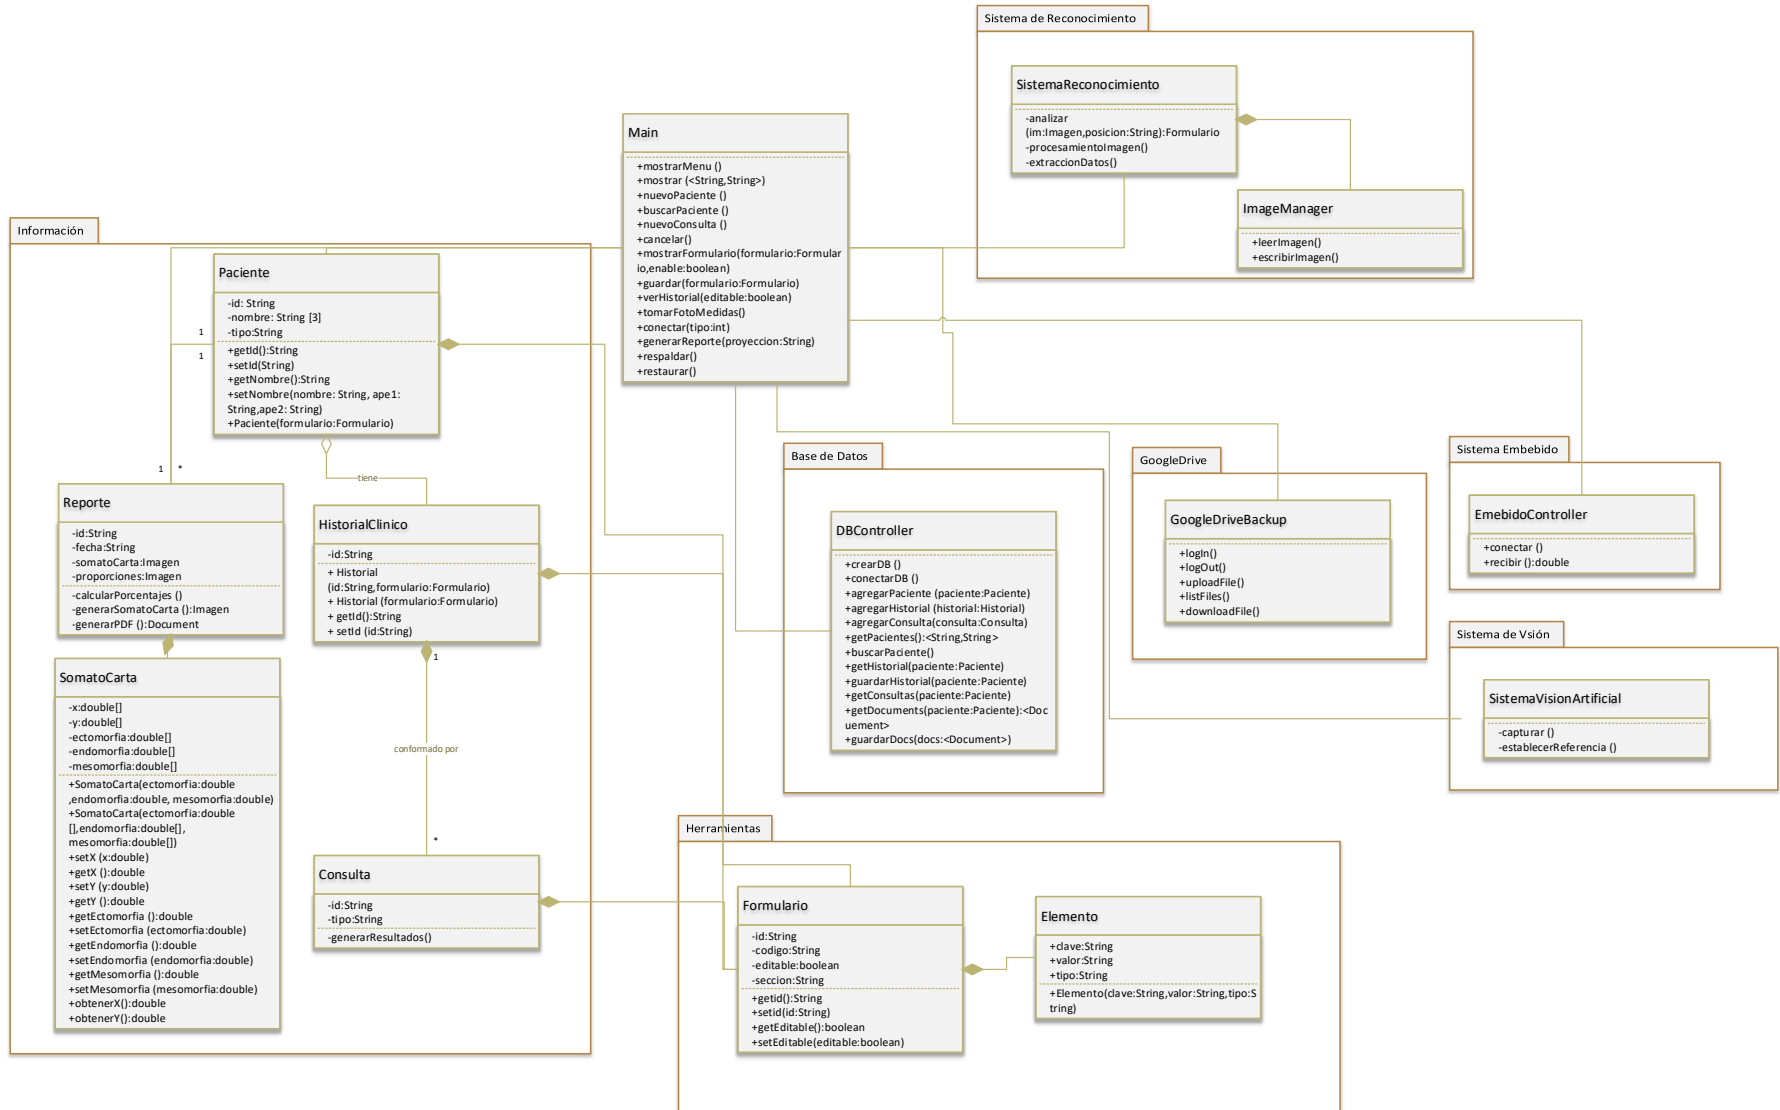 Sistema de Reconocimiento
SistemaReconocimiento
-analizar
(im:Imagen,posicion:String):Formulario
-procesamientoImagen()
-extraccionDatos()
ImageManager
+leerImagen()
+escribirImagen()
Main
+mostrarMenu ()
+mostrar (<String,String>)
+nuevoPaciente ()
+buscarPaciente ()
+nuevoConsulta ()
+cancelar()
+mostrarFormulario(formulario:Formular
io,enable:boolean)
+guardar(formulario:Formulario)
+verHistorial(editable:boolean)
+tomarFotoMedidas()
+conectar(tipo:int)
+generarReporte(proyeccion:String)
+respaldar()
+restaurar()
Información
Paciente
-id: String
-nombre: String [3]
-tipo:String
+getId():String
+setId(String)
+getNombre():String
+setNombre(nombre: String, ape1:
String,ape2: String)
+Paciente(formulario:Formulario)
1
1
1
*
tiene
Reporte
-id:String
-fecha:String
-somatoCarta:Imagen
-proporciones:Imagen
-calcularPorcentajes ()
-generarSomatoCarta ():Imagen
-generarPDF ():Document
HistorialClinico
-id:String
+ Historial
(id:String,formulario:Formulario)
+ Historial (formulario:Formulario)
+ getId():String
+ setId (id:String)
1
conformado por
*
SomatoCarta
-x:double[]
-y:double[]
-ectomorfia:double[]
-endomorfia:double[]
-mesomorfia:double[]
+SomatoCarta(ectomorfia:double
,endomorfia:double, mesomorfia:double)
+SomatoCarta(ectomorfia:double
[],endomorfia:double[],
mesomorfia:double[])
+setX (x:double)
+getX ():double
+setY (y:double)
+getY ():double
+getEctomorfia ():double
+setEctomorfia (ectomorfia:double)
+getEndomorfia ():double
+setEndomorfia (endomorfia:double)
+getMesomorfia ():double
+setMesomorfia (mesomorfia:double)
+obtenerX():double
+obtenerY():double
Consulta
-id:String
-tipo:String
-generarResultados()
Base de Datos
DBController
+crearDB ()
+conectarDB ()
+agregarPaciente (paciente:Paciente)
+agregarHistorial (historial:Historial)
+agregarConsulta(consulta:Consulta)
+getPacientes():<String,String>
+buscarPaciente()
+getHistorial(paciente:Paciente)
+guardarHistorial(paciente:Paciente)
+getConsultas(paciente:Paciente)
+getDocuments(paciente:Paciente):<Doc
uement>
+guardarDocs(docs:<Document>)
GoogleDrive
GoogleDriveBackup
+logIn()
+logOut()
+uploadFile()
+listFiles()
+downloadFile()
Sistema Embebido
EmebidoController
+conectar ()
+recibir ():double
Sistema de Vsión
SistemaVisionArtificial
-capturar ()
-establecerReferencia ()
Herramientas
Formulario
-id:String
-codigo:String
-editable:boolean
-seccion:String
+getid():String
+setid(id:String)
+getEditable():boolean
+setEditable(editable:boolean)
Elemento
+clave:String
+valor:String
+tipo:String
+Elemento(clave:String,valor:String,tipo:S
tring)